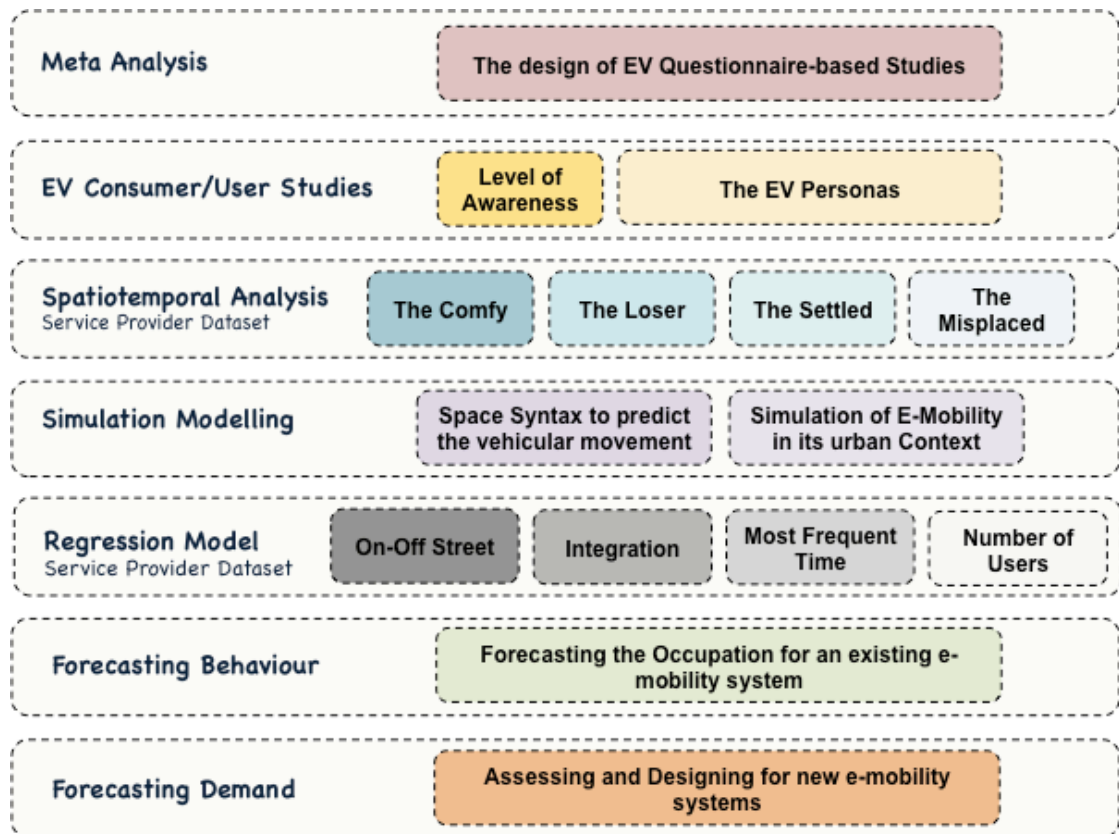 Meta Analysis
The design of EV Questionnaire-based Studies
EV Consumer/User Studies
Level of
Awareness
The EV Personas
Spatiotemporal Analysis
Service Provider Dataset
The Comfy
The Loser
The Settled
The
Misplaced
Simulation Modelling
Space Syntax to predict
the vehicular movement
Simulation of E-Mobility
in its urban Context
Regression Model
Service Provider Dataset
On-Off Street
Integration
Most Frequent
Time
Number of
Users
Forecasting Behaviour
Forecasting the Occupation for an existing e-
mobility system
Forecasting Demand
Assessing and Designing for new e-mobility
systems